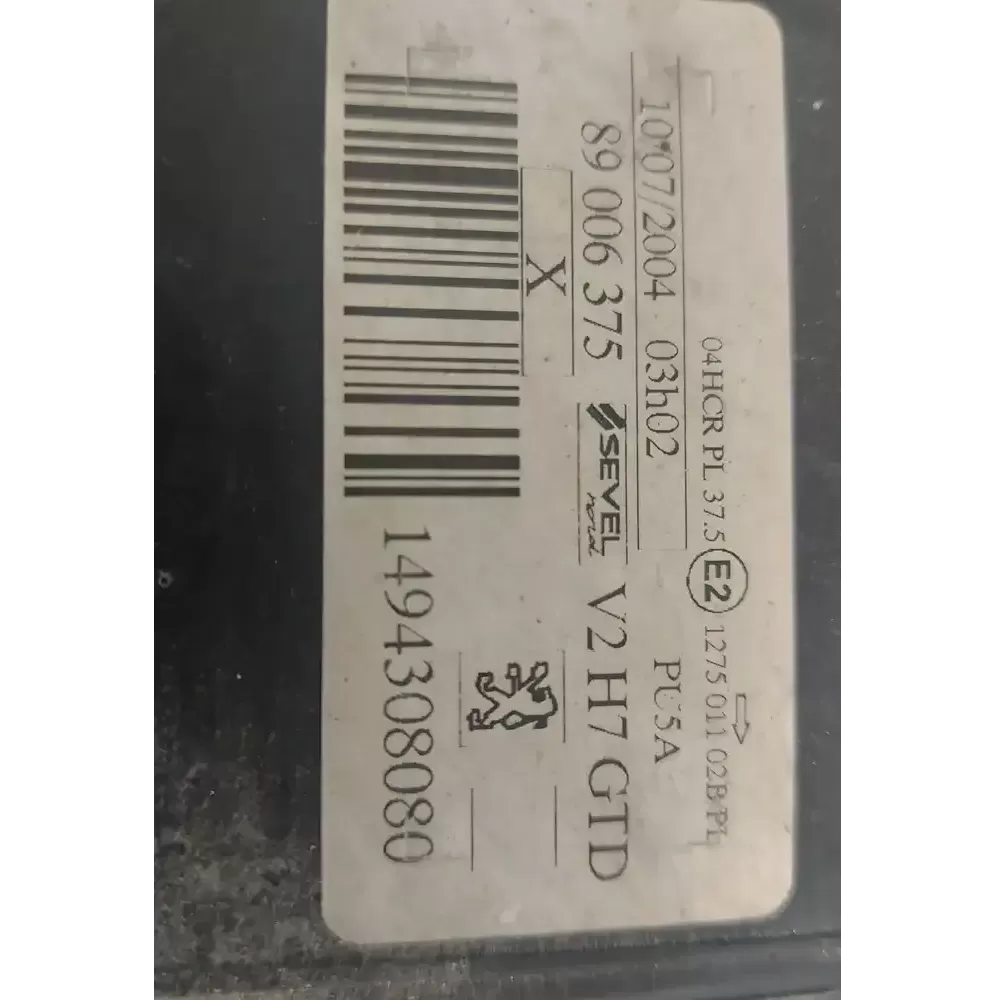 04HCR PL 37.5 E2 1275 011 02B/PL
10/07/2004 03h02 PU5A
89 006 375 SEVEL nord V2 H7 GTD
X
1494308080